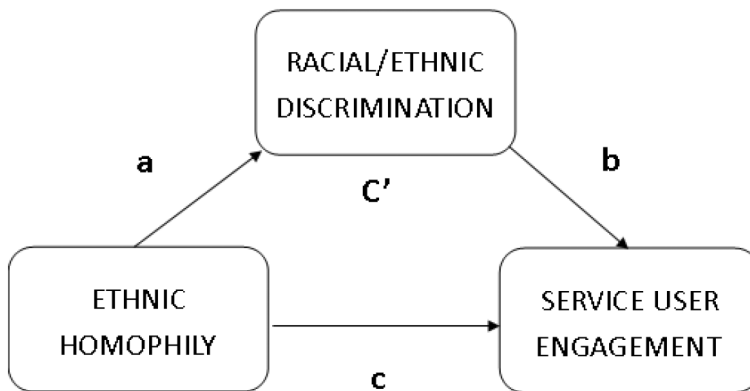 RACIAL/ETHNIC
DISCRIMINATION
a
b
C’
ETHNIC
HOMOPHILY
SERVICE USER
ENGAGEMENT
c